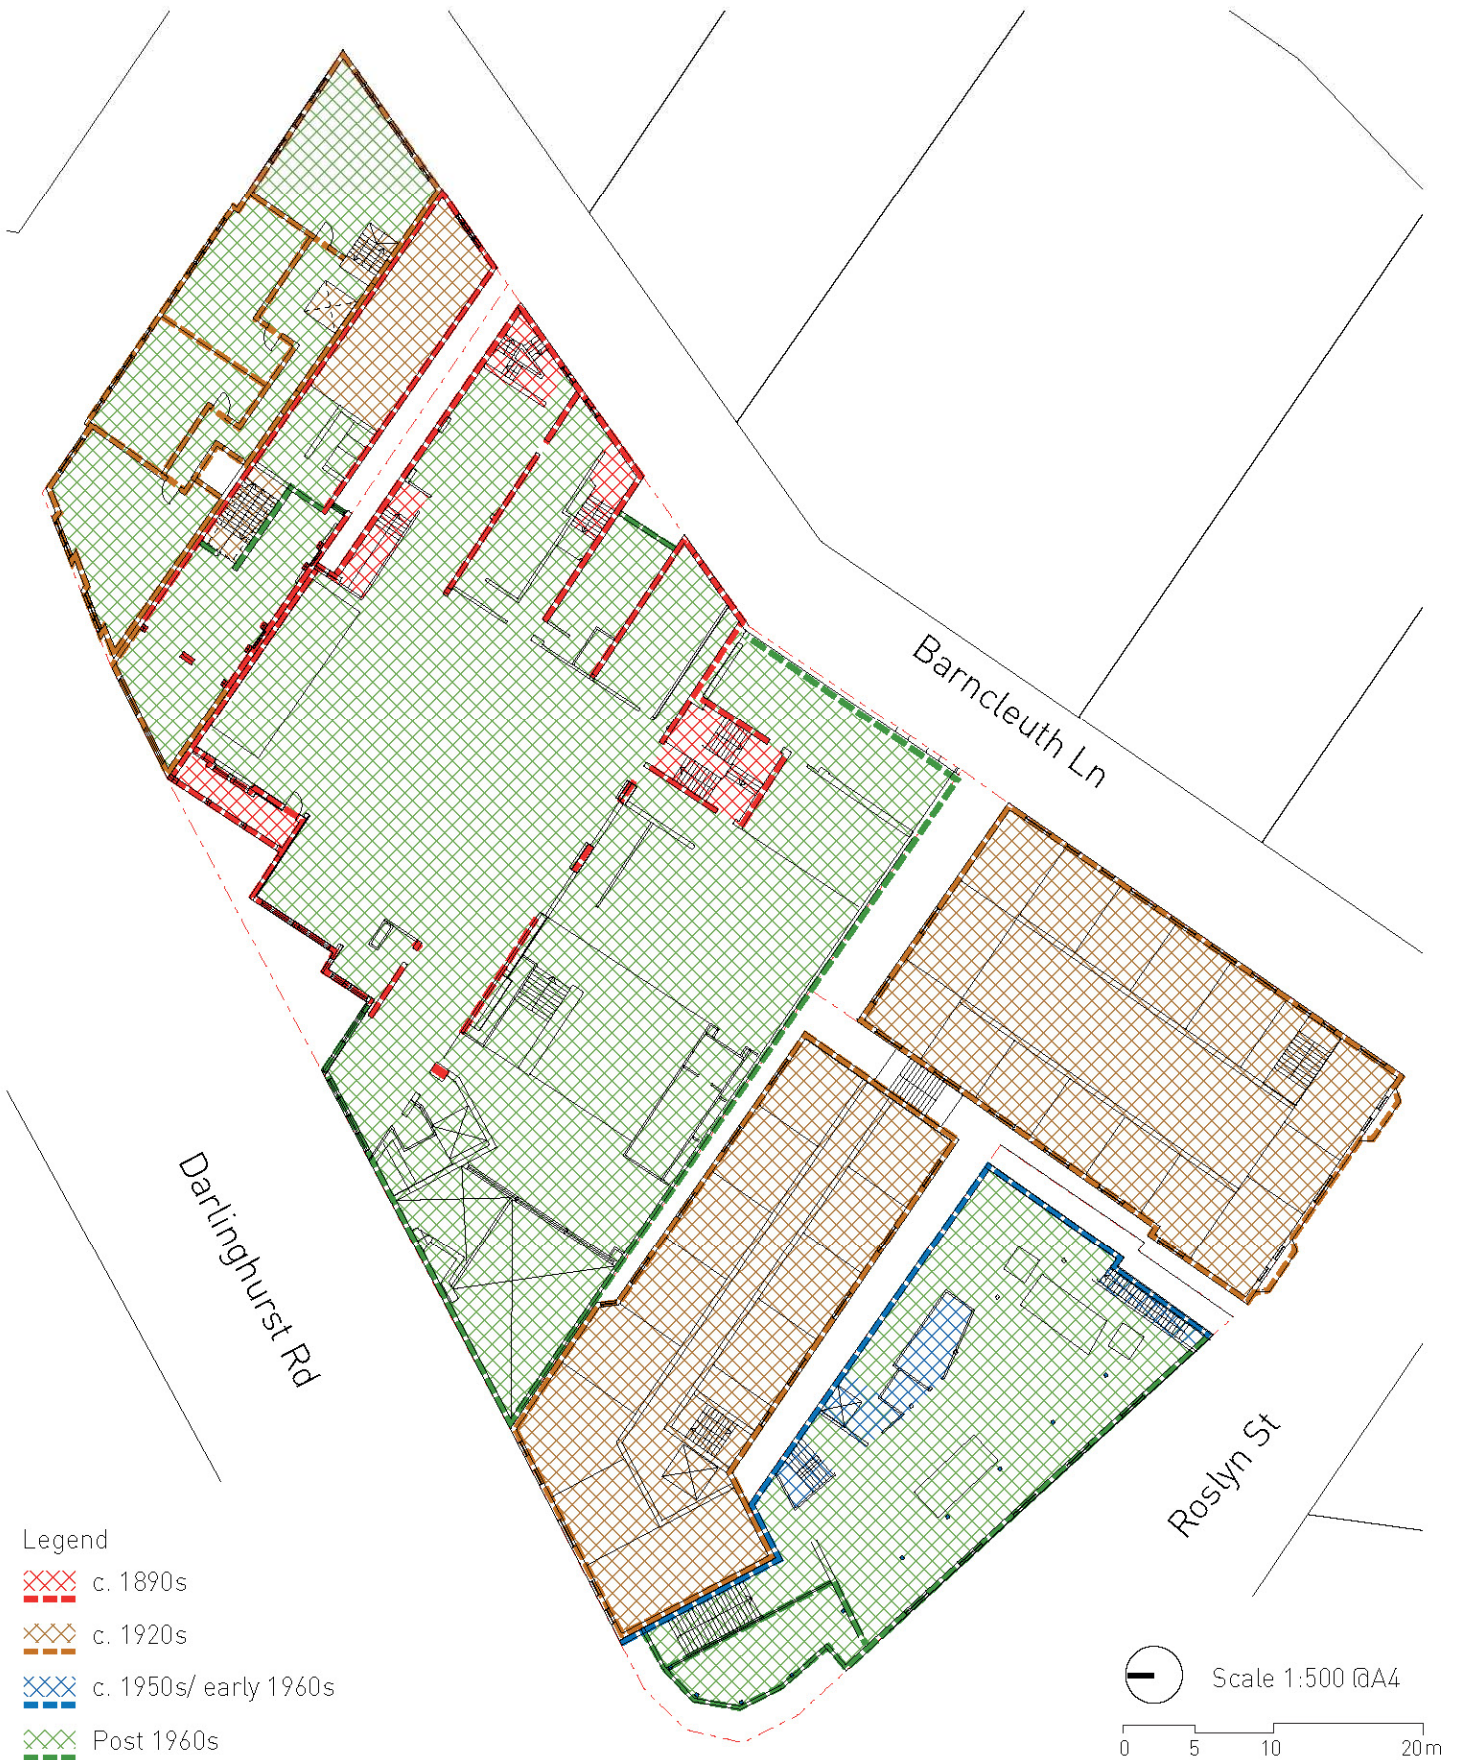 Barncleuth Ln
Darlinghurst Rd
Roslyn St
Legend
c. 1890s
c. 1920s
c. 1950s/ early 1960s
Post 1960s
Scale 1:500 @A4
0 5 10 20m